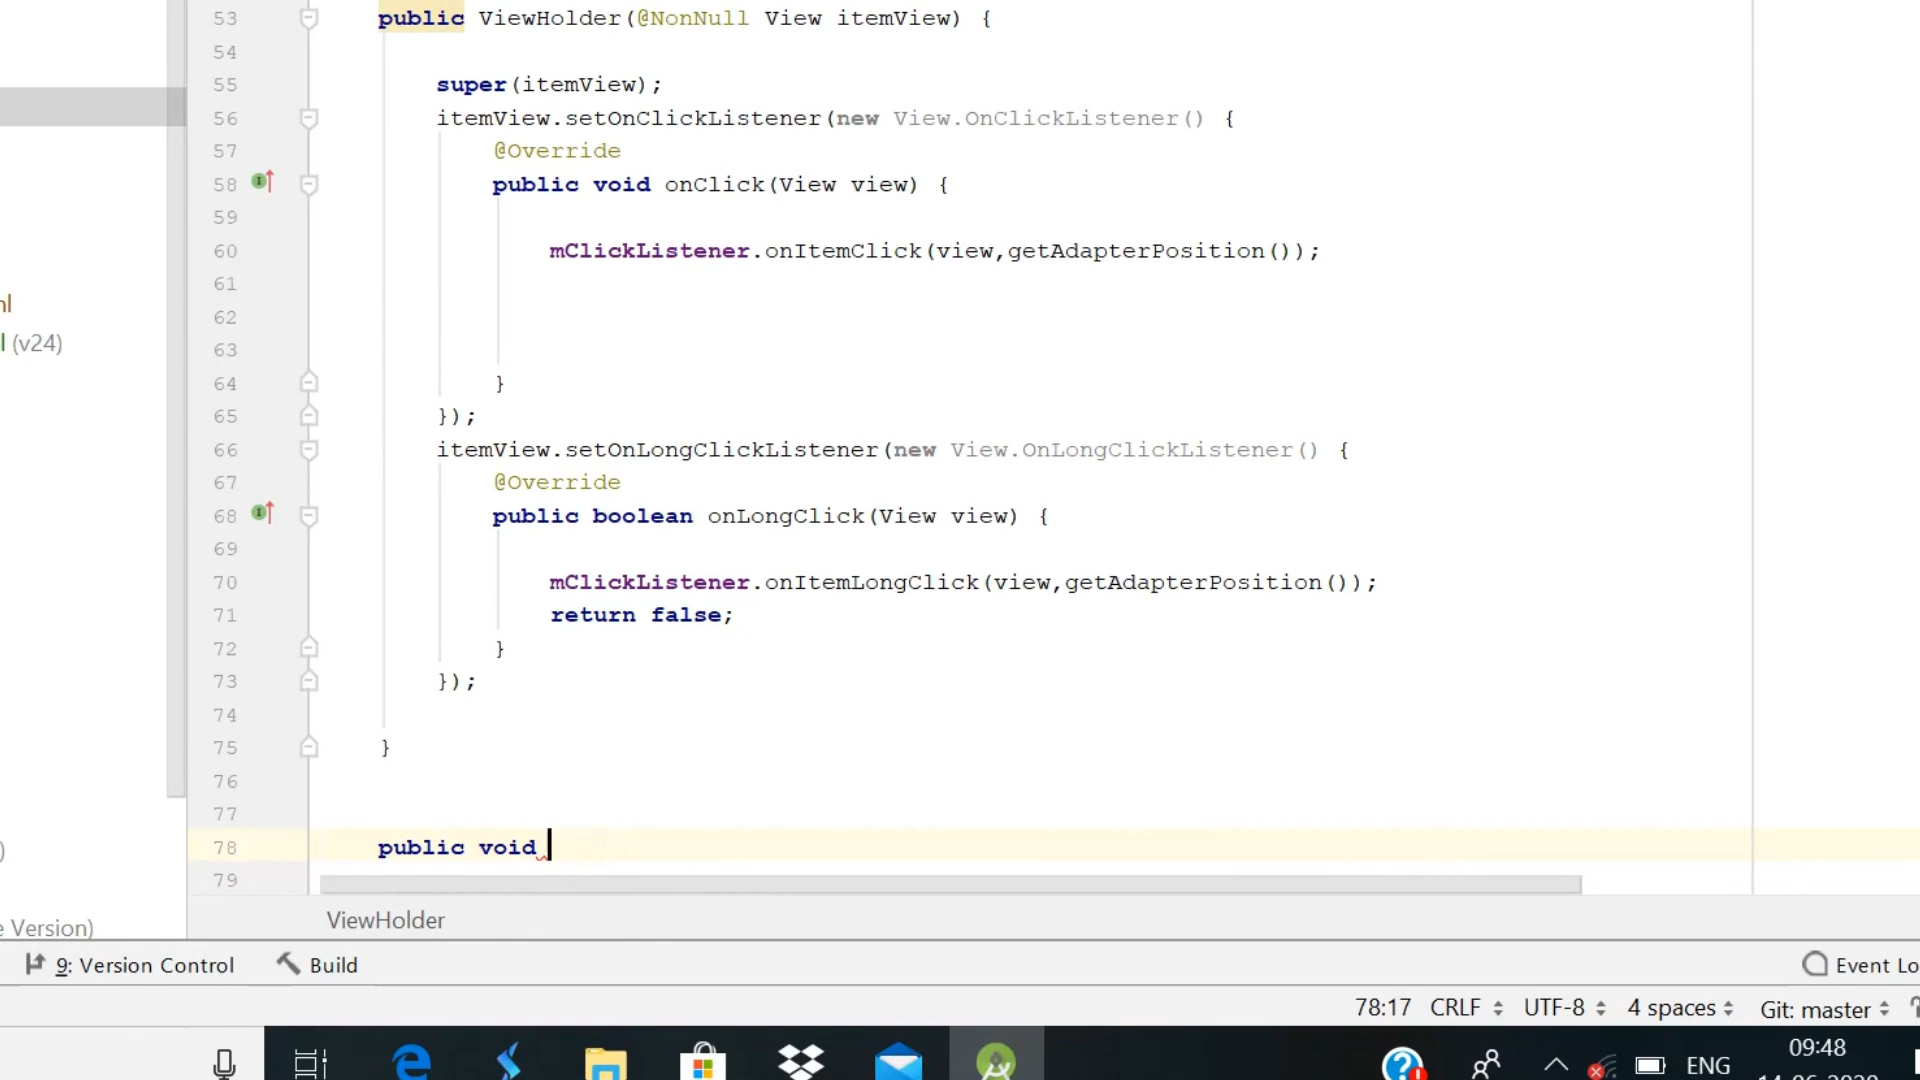 53 public ViewHolder(@NonNull View itemView) {
54
55 super(itemView);
56 itemView.setOnClickListener(new View.OnClickListener() {
57 @Override
58 public void onClick(View view) {
59
60 mClickListener.onItemClick(view,getAdapterPosition());
61
62
63
64 }
65 });
66 itemView.setOnLongClickListener(new View.OnLongClickListener() {
67 @Override
68 public boolean onLongClick(View view) {
69
70 mClickListener.onItemLongClick(view,getAdapterPosition());
71 return false;
72 }
73 });
74
75 }
76
77
78 public void
79
(v24)
)
e Version)
ViewHolder
9: Version Control Build Event Lo
78:17 CRLF UTF-8 4 spaces Git: master
ENG 09:48